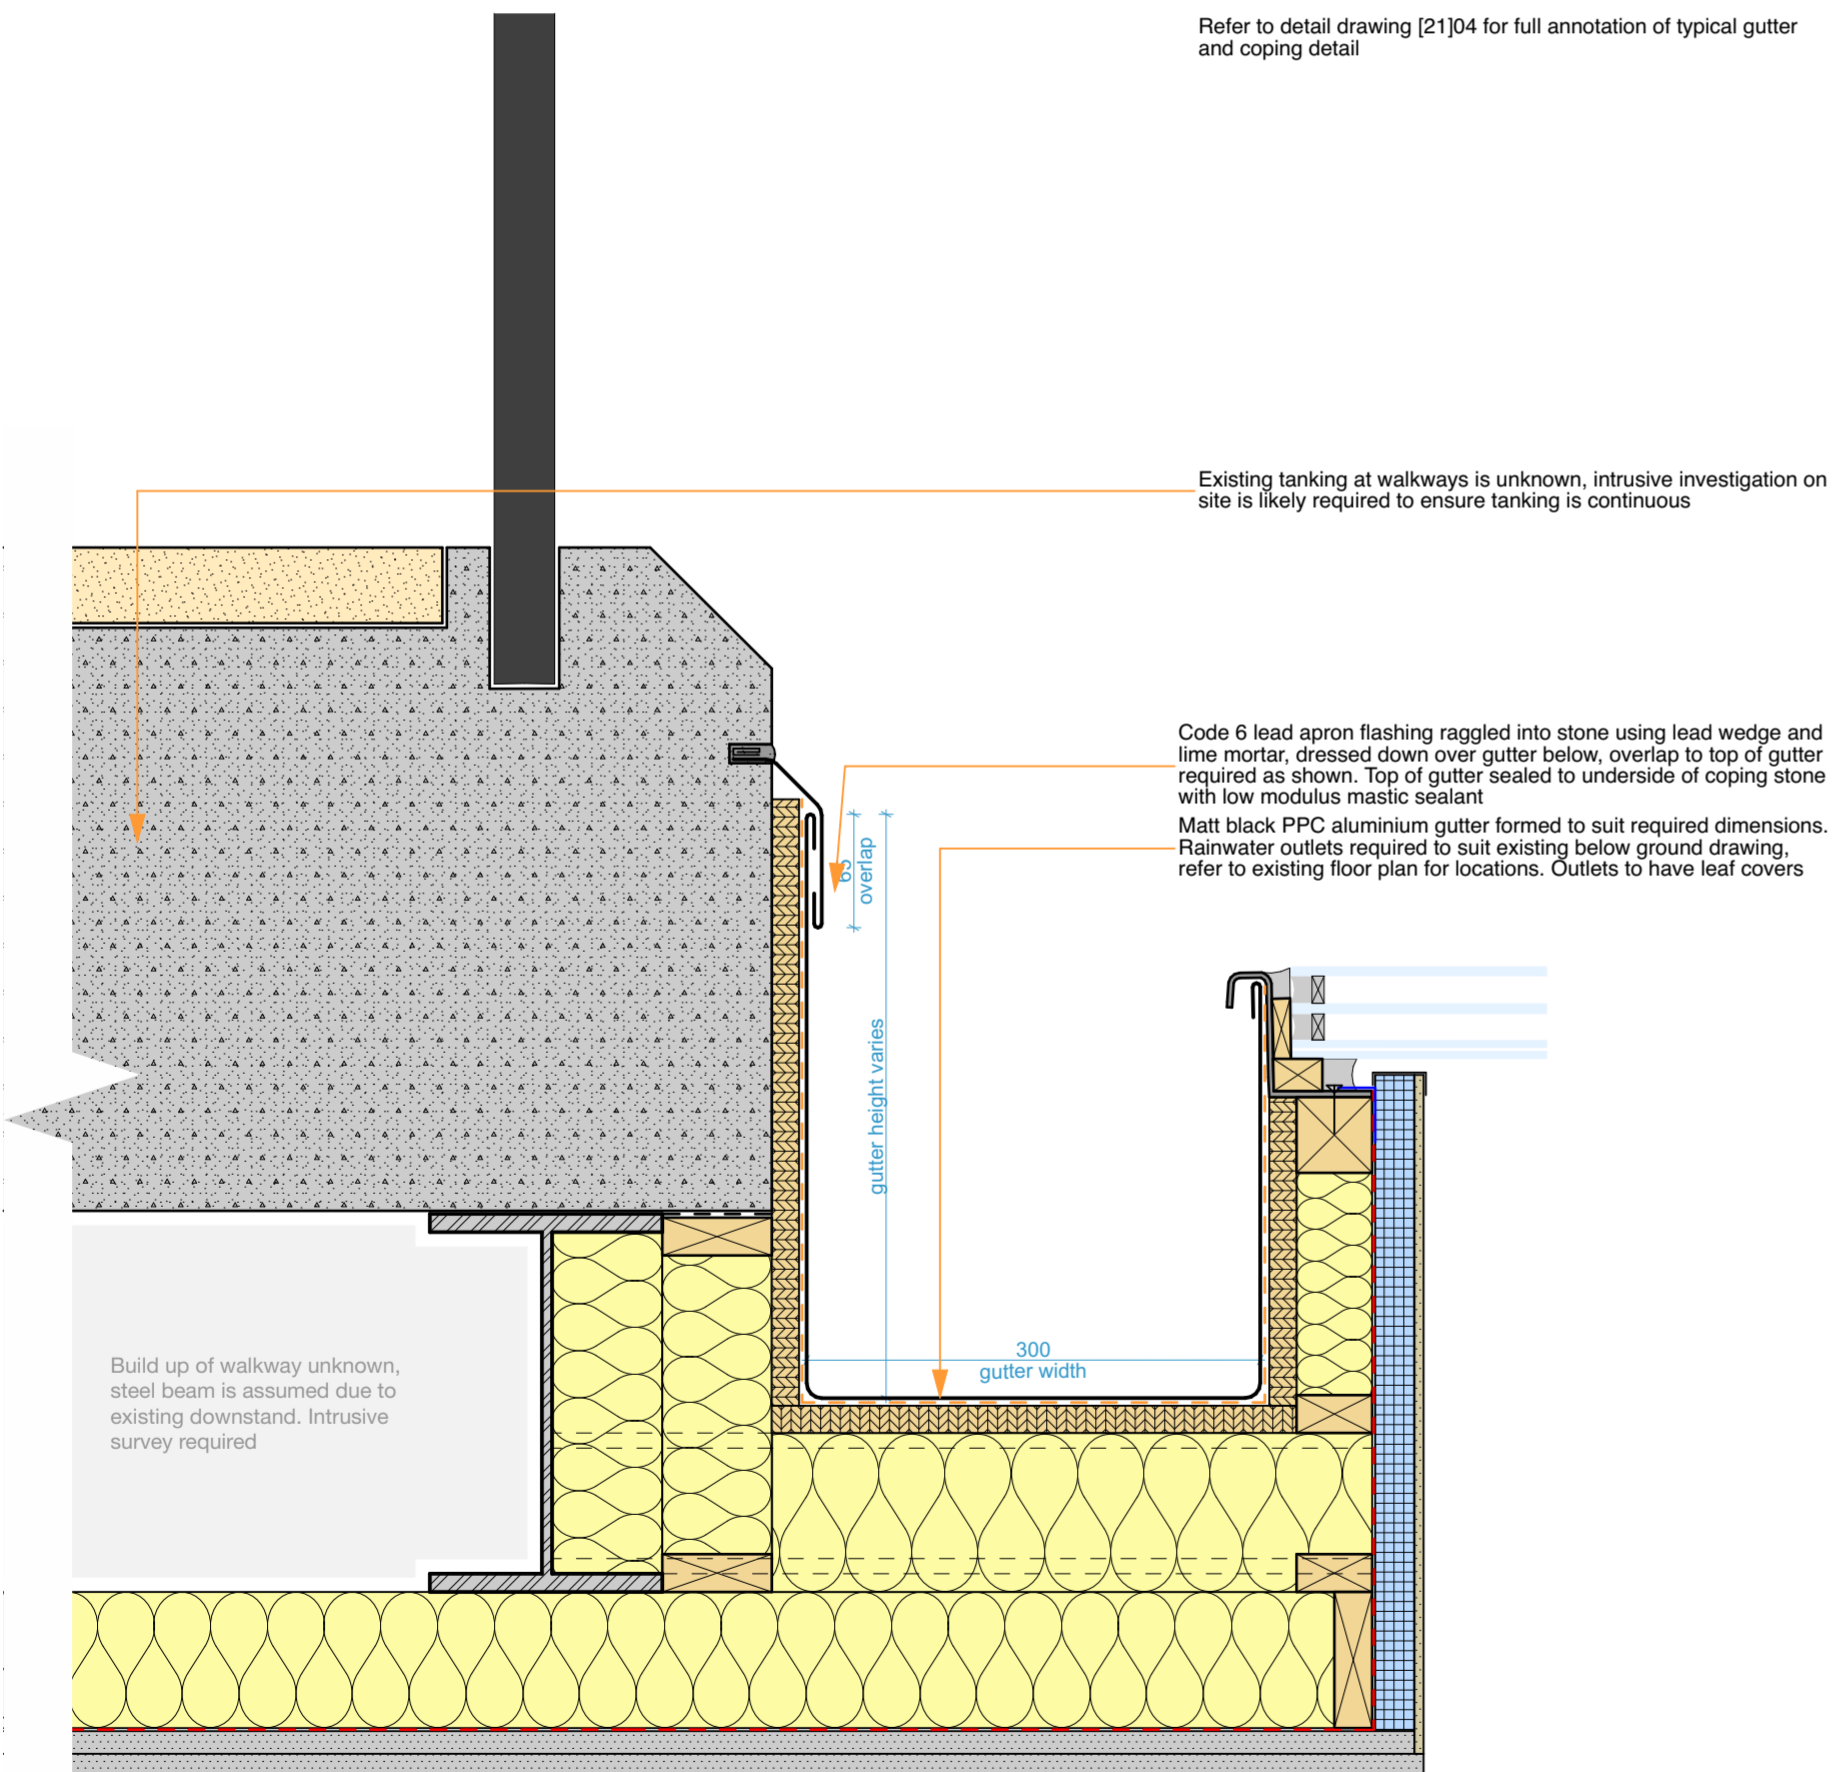 Refer to detail drawing [21]04 for full annotation of typical gutter
and coping detail
Existing tanking at walkways is unknown, intrusive investigation on
site is likely required to ensure tanking is continuous
Code 6 lead apron flashing raggled into stone using lead wedge and
lime mortar, dressed down over gutter below, overlap to top of gutter
required as shown. Top of gutter sealed to underside of coping stone
with low modulus mastic sealant
Matt black PPC aluminium gutter formed to suit required dimensions.
Rainwater outlets required to suit existing below ground drawing,
refer to existing floor plan for locations. Outlets to have leaf covers
65
overlap
gutter height varies
300
gutter width
Build up of walkway unknown,
steel beam is assumed due to
existing downstand. Intrusive
survey required